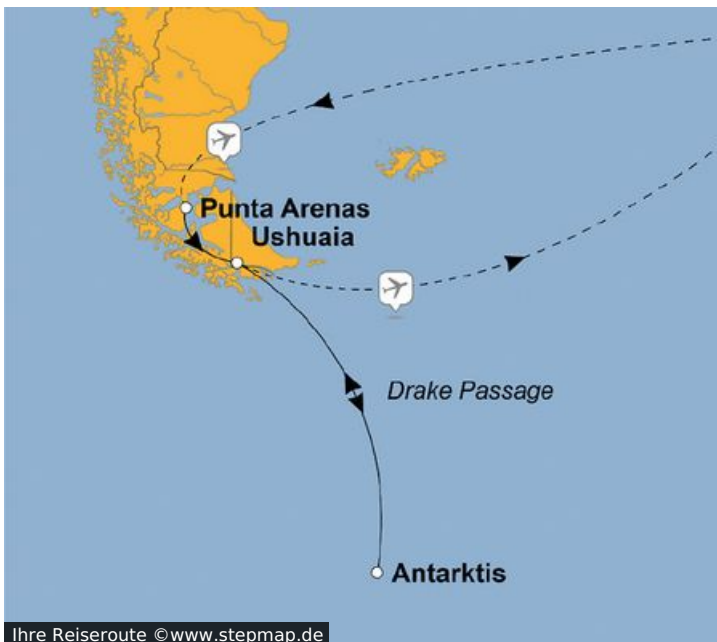 Punta Arenas
Ushuaia
Drake Passage
Antarktis
Ihre Reiseroute ©www.stepmap.de